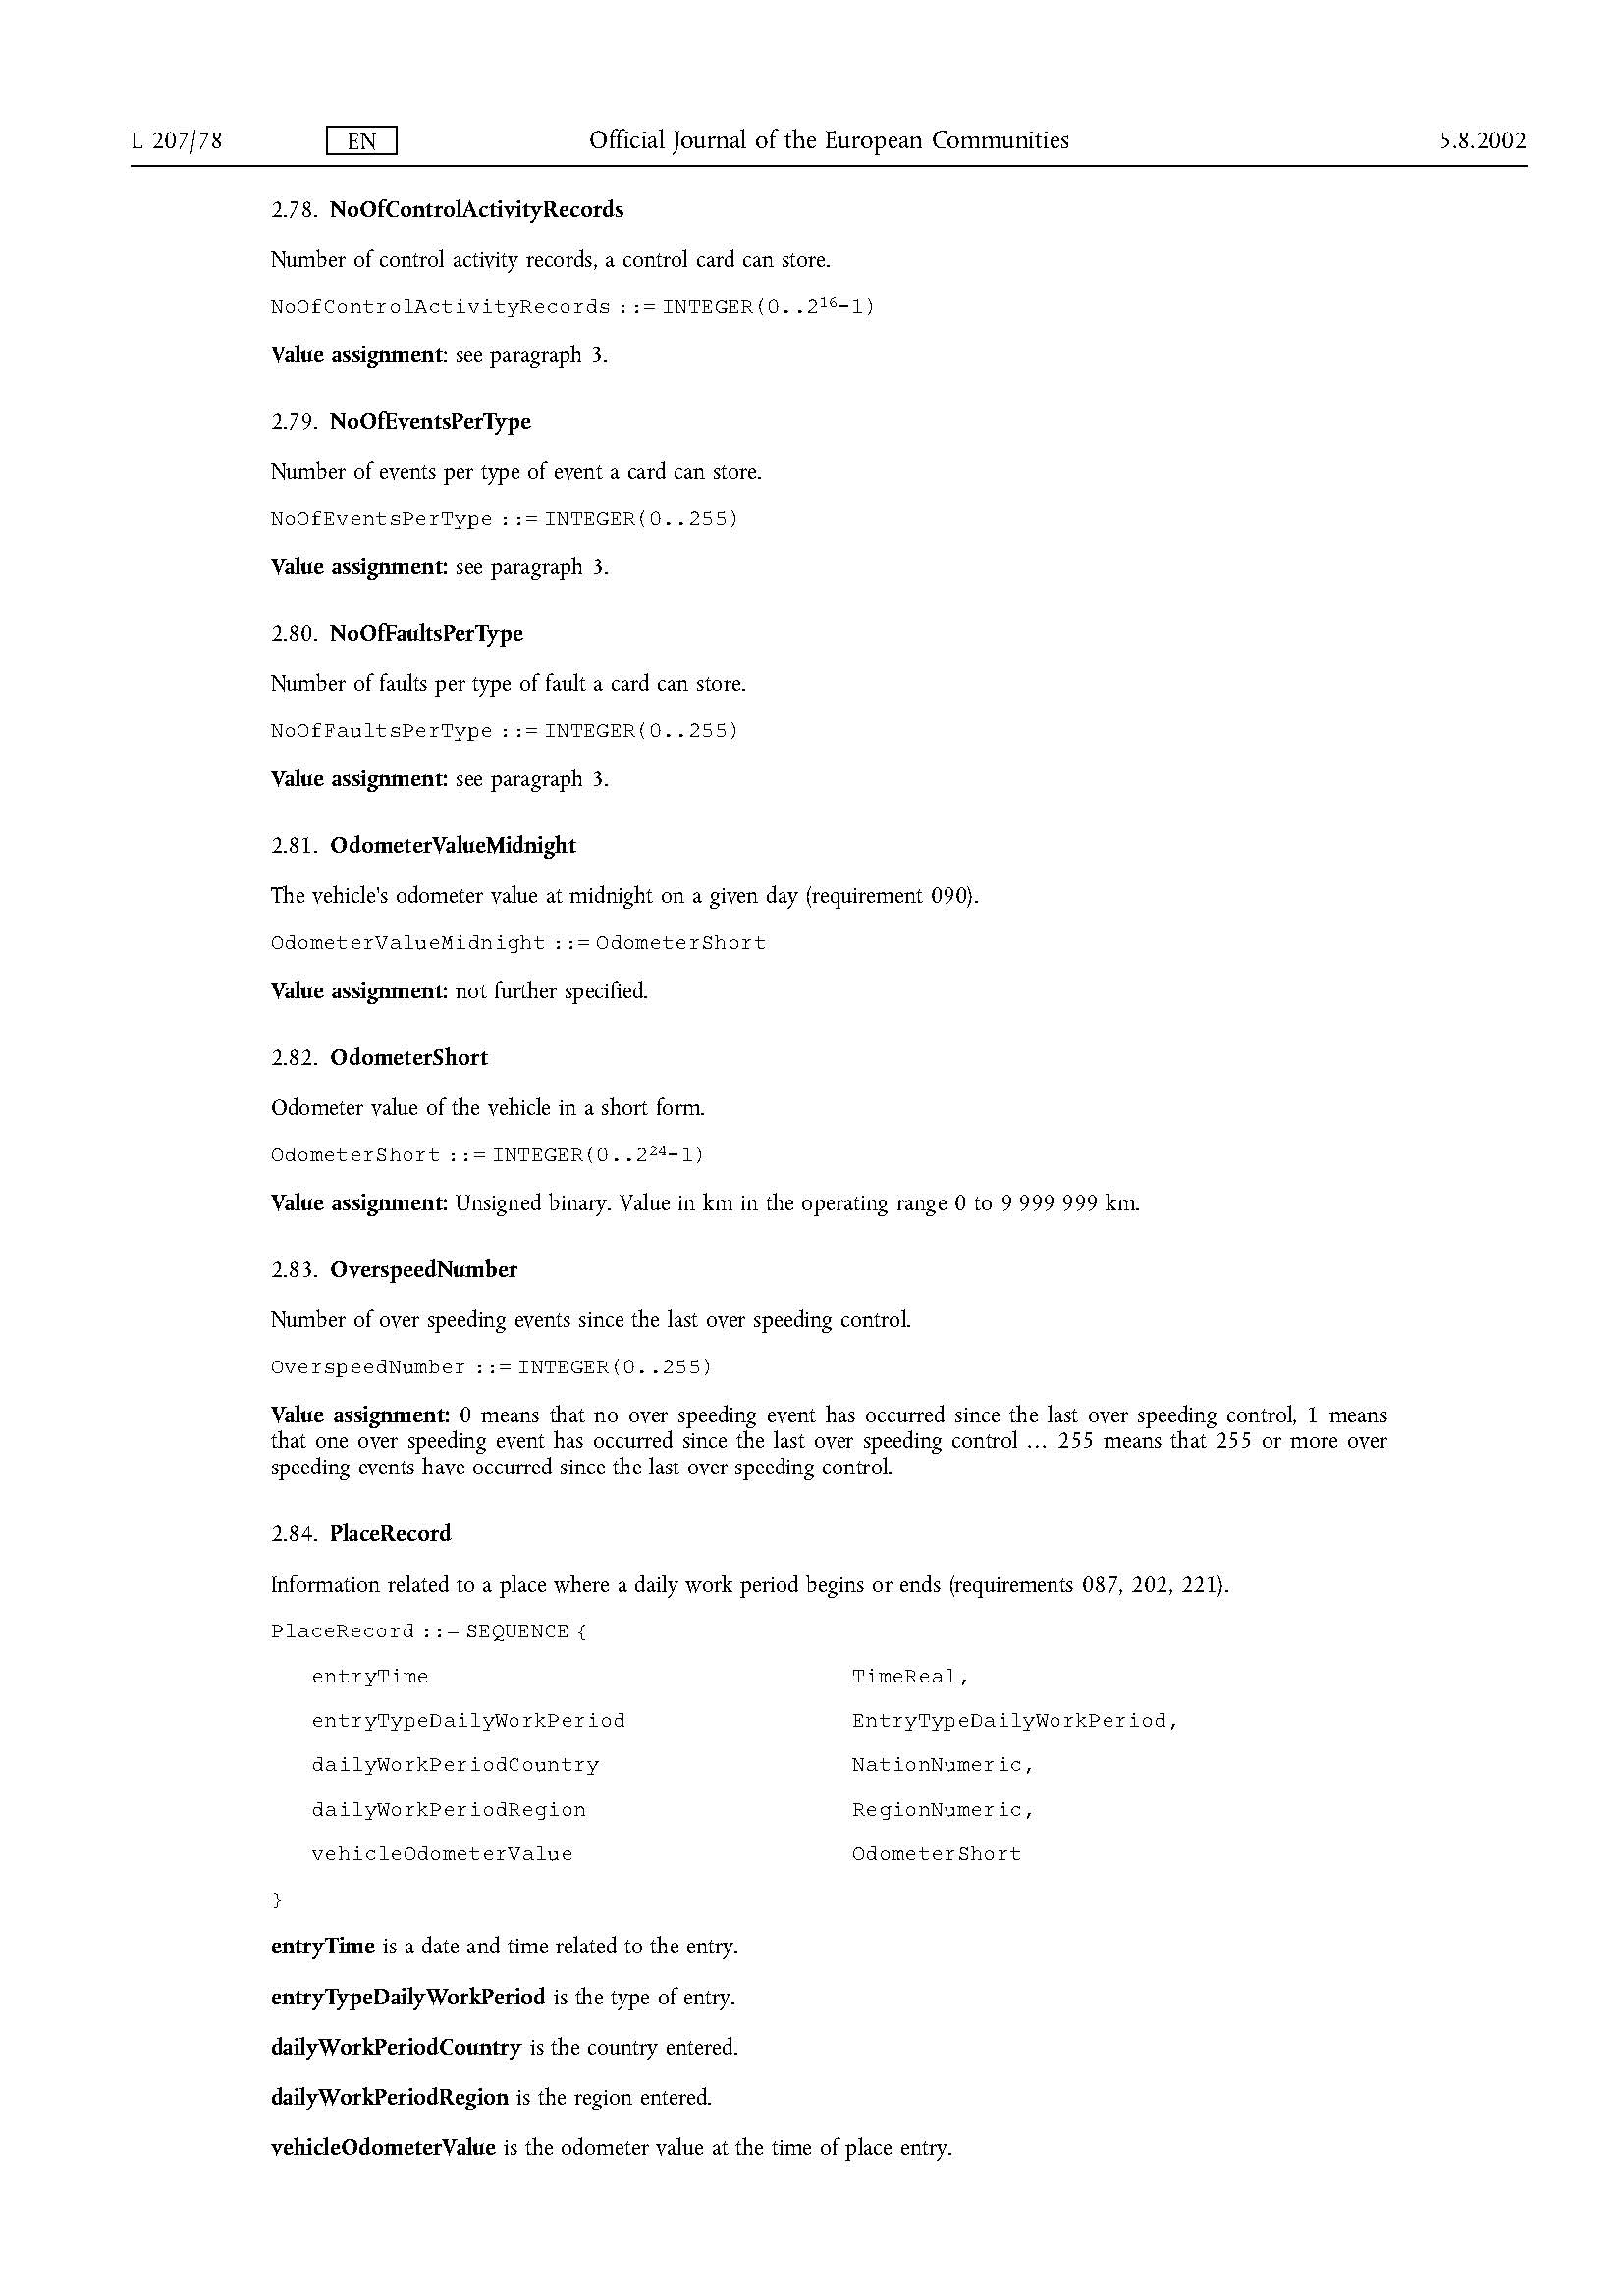 L 207/78 EN Official Journal of the European Communities 5.8.2002
2.78. NoOfControlActivityRecords
Number of control activity records, a control card can store.
NoOfControlActivityRecords ::= INTEGER(0..2¹⁶-1)
Value assignment: see paragraph 3.
2.79. NoOfEventsPerType
Number of events per type of event a card can store.
NoOfEventsPerType ::= INTEGER(0..255)
Value assignment: see paragraph 3.
2.80. NoOfFaultsPerType
Number of faults per type of fault a card can store.
NoOfFaultsPerType ::= INTEGER(0..255)
Value assignment: see paragraph 3.
2.81. OdometerValueMidnight
The vehicle's odometer value at midnight on a given day (requirement 090).
OdometerValueMidnight ::= OdometerShort
Value assignment: not further specified.
2.82. OdometerShort
Odometer value of the vehicle in a short form.
OdometerShort ::= INTEGER(0..2²⁴-1)
Value assignment: Unsigned binary. Value in km in the operating range 0 to 9 999 999 km.
2.83. OverspeedNumber
Number of over speeding events since the last over speeding control.
OverspeedNumber ::= INTEGER(0..255)
Value assignment: 0 means that no over speeding event has occurred since the last over speeding control, 1 means
that one over speeding event has occurred since the last over speeding control … 255 means that 255 or more over
speeding events have occurred since the last over speeding control.
2.84. PlaceRecord
Information related to a place where a daily work period begins or ends (requirements 087, 202, 221).
PlaceRecord ::= SEQUENCE {
entryTime TimeReal,
entryTypeDailyWorkPeriod EntryTypeDailyWorkPeriod,
dailyWorkPeriodCountry NationNumeric,
dailyWorkPeriodRegion RegionNumeric,
vehicleOdometerValue OdometerShort
}
entryTime is a date and time related to the entry.
entryTypeDailyWorkPeriod is the type of entry.
dailyWorkPeriodCountry is the country entered.
dailyWorkPeriodRegion is the region entered.
vehicleOdometerValue is the odometer value at the time of place entry.